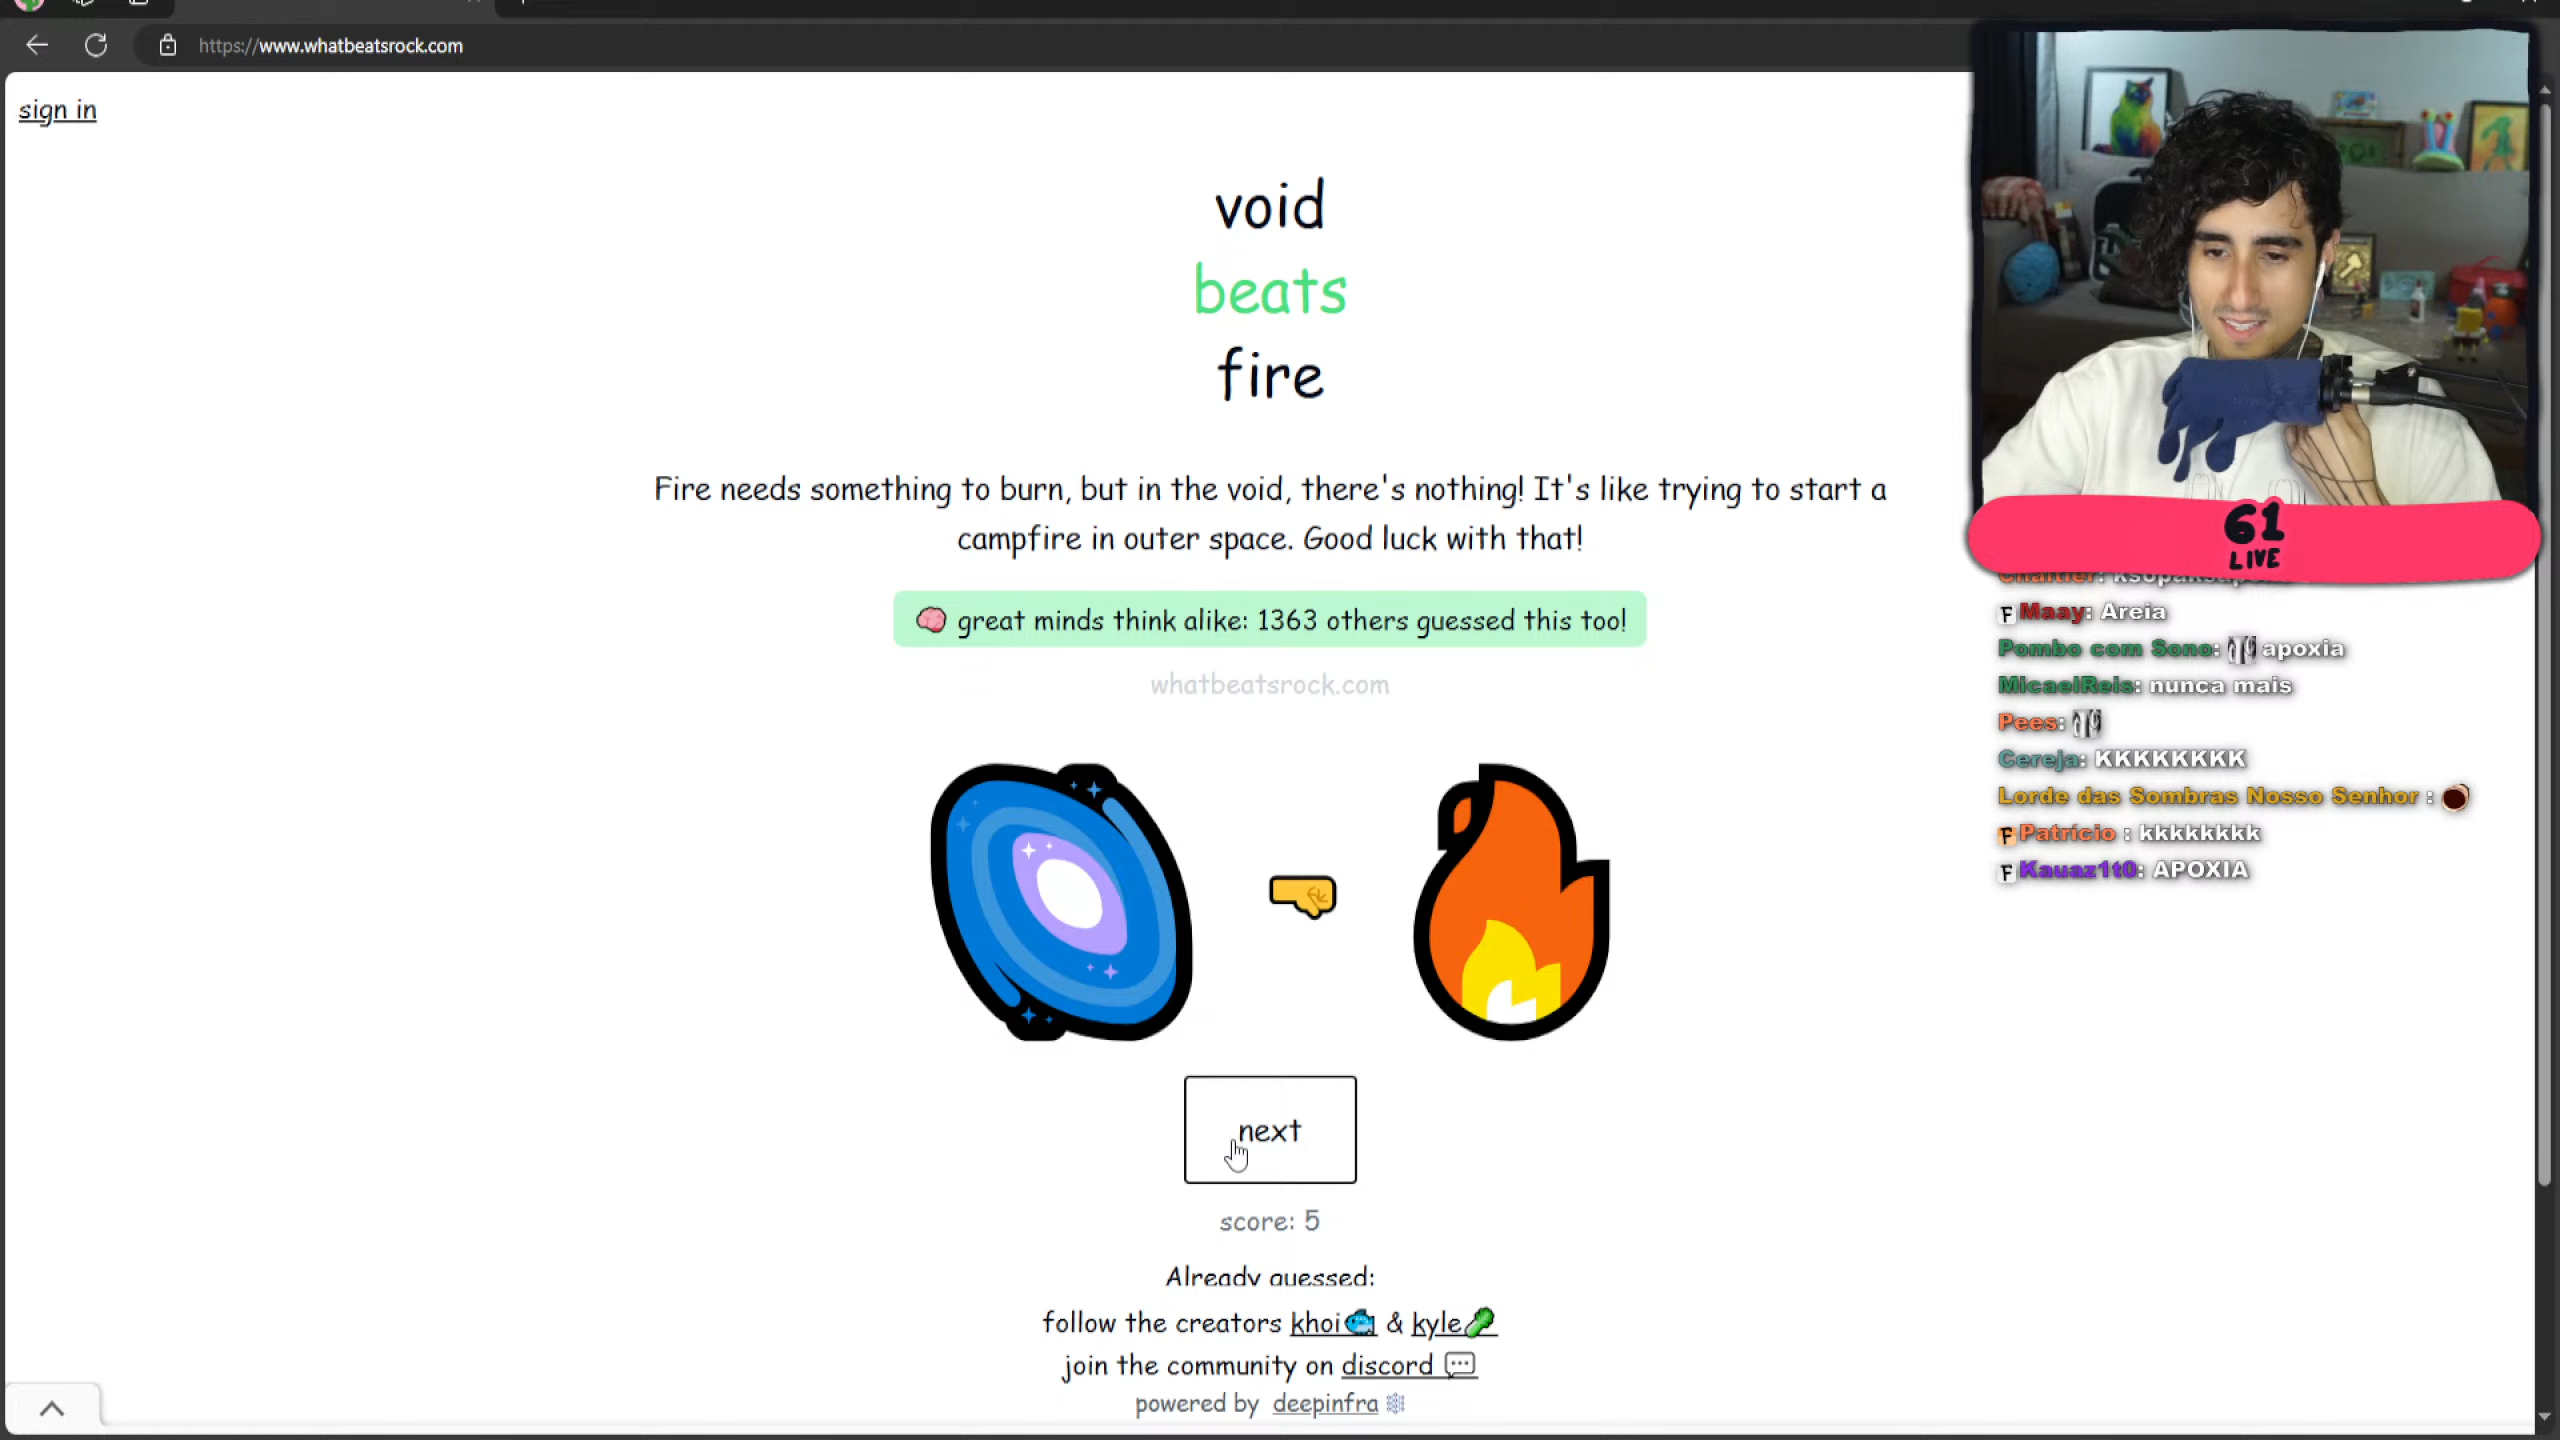 https://www.whatbeatsrock.com
sign in
void
beats
fire
Fire needs something to burn, but in the void, there's nothing! It's like trying to start a
campfire in outer space. Good luck with that!
great minds think alike: 1363 others guessed this too!
whatbeatsrock.com
next
score: 5
Already guessed:
follow the creators khoi & kyle
join the community on discord
powered by deepinfra
61
LIVE
Maay: Areia
Pombo com Sono: apoxia
MicaelReis: nunca mais
Pees:
Cereja: KKKKKKKK
Lorde das Sombras Nosso Senhor :
Patrício : kkkkkkkk
Kauaz1t0: APOXIA